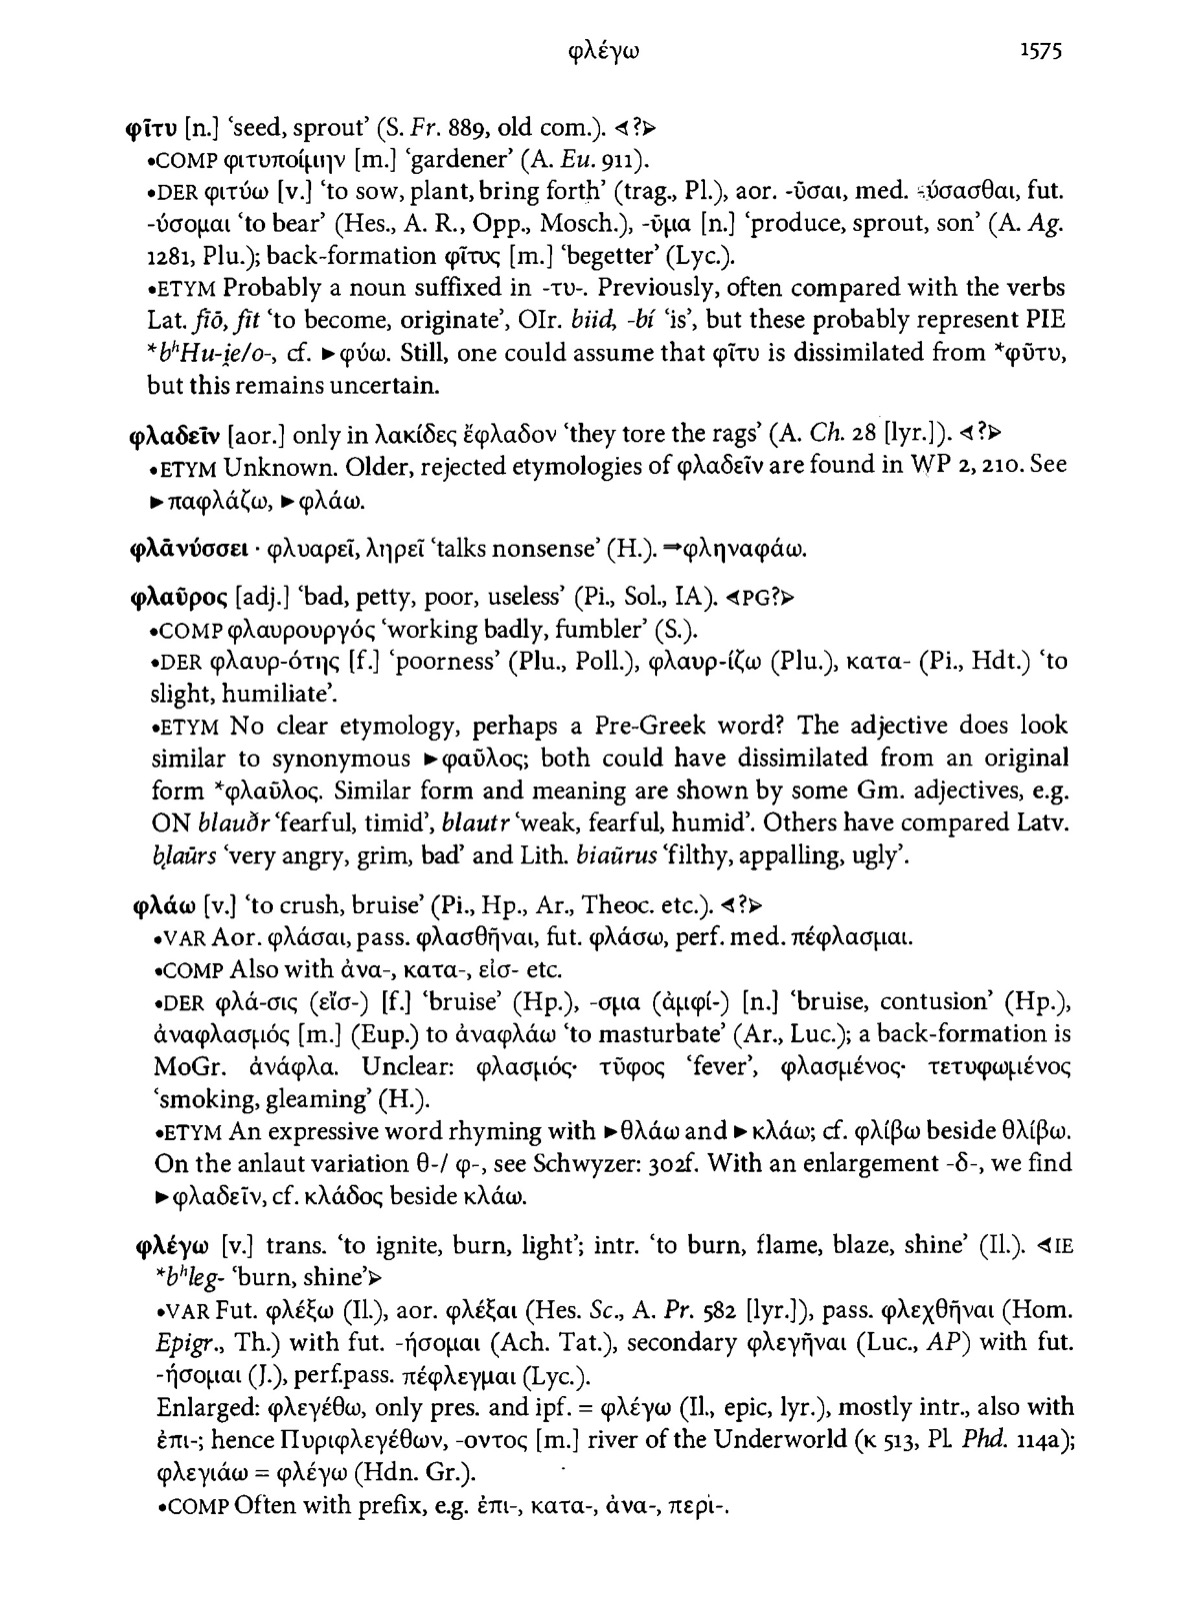 φλέγω 1575
φῖτυ [n.] ‘seed, sprout’ (S. Fr. 889, old com.). ⋖?⋗
•COMP φιτυποίμην [m.] ‘gardener’ (A. Eu. 911).
•DER φιτύω [v.] ‘to sow, plant, bring forth’ (trag., Pl.), aor. -ῦσαι, med. -ύσασθαι, fut.
-ύσομαι ‘to bear’ (Hes., A. R., Opp., Mosch.), -ῦμα [n.] ‘produce, sprout, son’ (A. Ag.
1281, Plu.); back-formation φῖτυς [m.] ‘begetter’ (Lyc.).
•ETYM Probably a noun suffixed in -τυ-. Previously, often compared with the verbs
Lat. fīō, fit ‘to become, originate’, OIr. biid, -bí ‘is’, but these probably represent PIE
*bʰHu-i̯e/o-, cf. ►φύω. Still, one could assume that φῖτυ is dissimilated from *φῦτυ,
but this remains uncertain.
φλαδεῖν [aor.] only in λακίδες ἔφλαδον ‘they tore the rags’ (A. Ch. 28 [lyr.]). ⋖?⋗
•ETYM Unknown. Older, rejected etymologies of φλαδεῖν are found in WP 2, 210. See
►παφλάζω, ►φλάω.
φλᾱνύσσει · φλυαρεῖ, ληρεῖ ‘talks nonsense’ (H.). ⇒φληναφάω.
φλαῦρος [adj.] ‘bad, petty, poor, useless’ (Pi., Sol., IA). ⋖PG?⋗
•COMP φλαυρουργός ‘working badly, fumbler’ (S.).
•DER φλαυρ-ότης [f.] ‘poorness’ (Plu., Poll.), φλαυρ-ίζω (Plu.), κατα- (Pi., Hdt.) ‘to
slight, humiliate’.
•ETYM No clear etymology, perhaps a Pre-Greek word? The adjective does look
similar to synonymous ►φαῦλος; both could have dissimilated from an original
form *φλαῦλος. Similar form and meaning are shown by some Gm. adjectives, e.g.
ON blauðr ‘fearful, timid’, blautr ‘weak, fearful, humid’. Others have compared Latv.
bļaũrs ‘very angry, grim, bad’ and Lith. biaũrus ‘filthy, appalling, ugly’.
φλάω [v.] ‘to crush, bruise’ (Pi., Hp., Ar., Theoc. etc.). ⋖?⋗
•VAR Aor. φλάσαι, pass. φλασθῆναι, fut. φλάσω, perf. med. πέφλασμαι.
•COMP Also with ἀνα-, κατα-, εἰσ- etc.
•DER φλά-σις (εἴσ-) [f.] ‘bruise’ (Hp.), -σμα (ἀμφί-) [n.] ‘bruise, contusion’ (Hp.),
ἀναφλασμός [m.] (Eup.) to ἀναφλάω ‘to masturbate’ (Ar., Luc.); a back-formation is
MoGr. ἀνάφλα. Unclear: φλασμός· τῦφος ‘fever’, φλασμένος· τετυφωμένος
‘smoking, gleaming’ (H.).
•ETYM An expressive word rhyming with ►θλάω and ►κλάω; cf. φλίβω beside θλίβω.
On the anlaut variation θ-/ φ-, see Schwyzer: 302f. With an enlargement -δ-, we find
►φλαδεῖν, cf. κλάδος beside κλάω.
φλέγω [v.] trans. ‘to ignite, burn, light’; intr. ‘to burn, flame, blaze, shine’ (Il.). ⋖IE
*bʰleg- ‘burn, shine’⋗
•VAR Fut. φλέξω (Il.), aor. φλέξαι (Hes. Sc., A. Pr. 582 [lyr.]), pass. φλεχθῆναι (Hom.
Epigr., Th.) with fut. -ήσομαι (Ach. Tat.), secondary φλεγῆναι (Luc., AP) with fut.
-ήσομαι (J.), perf.pass. πέφλεγμαι (Lyc.).
Enlarged: φλεγέθω, only pres. and ipf. = φλέγω (Il., epic, lyr.), mostly intr., also with
ἐπι-; hence Πυριφλεγέθων, -οντος [m.] river of the Underworld (κ 513, Pl. Phd. 114a);
φλεγιάω = φλέγω (Hdn. Gr.).
•COMP Often with prefix, e.g. ἐπι-, κατα-, ἀνα-, περι-.